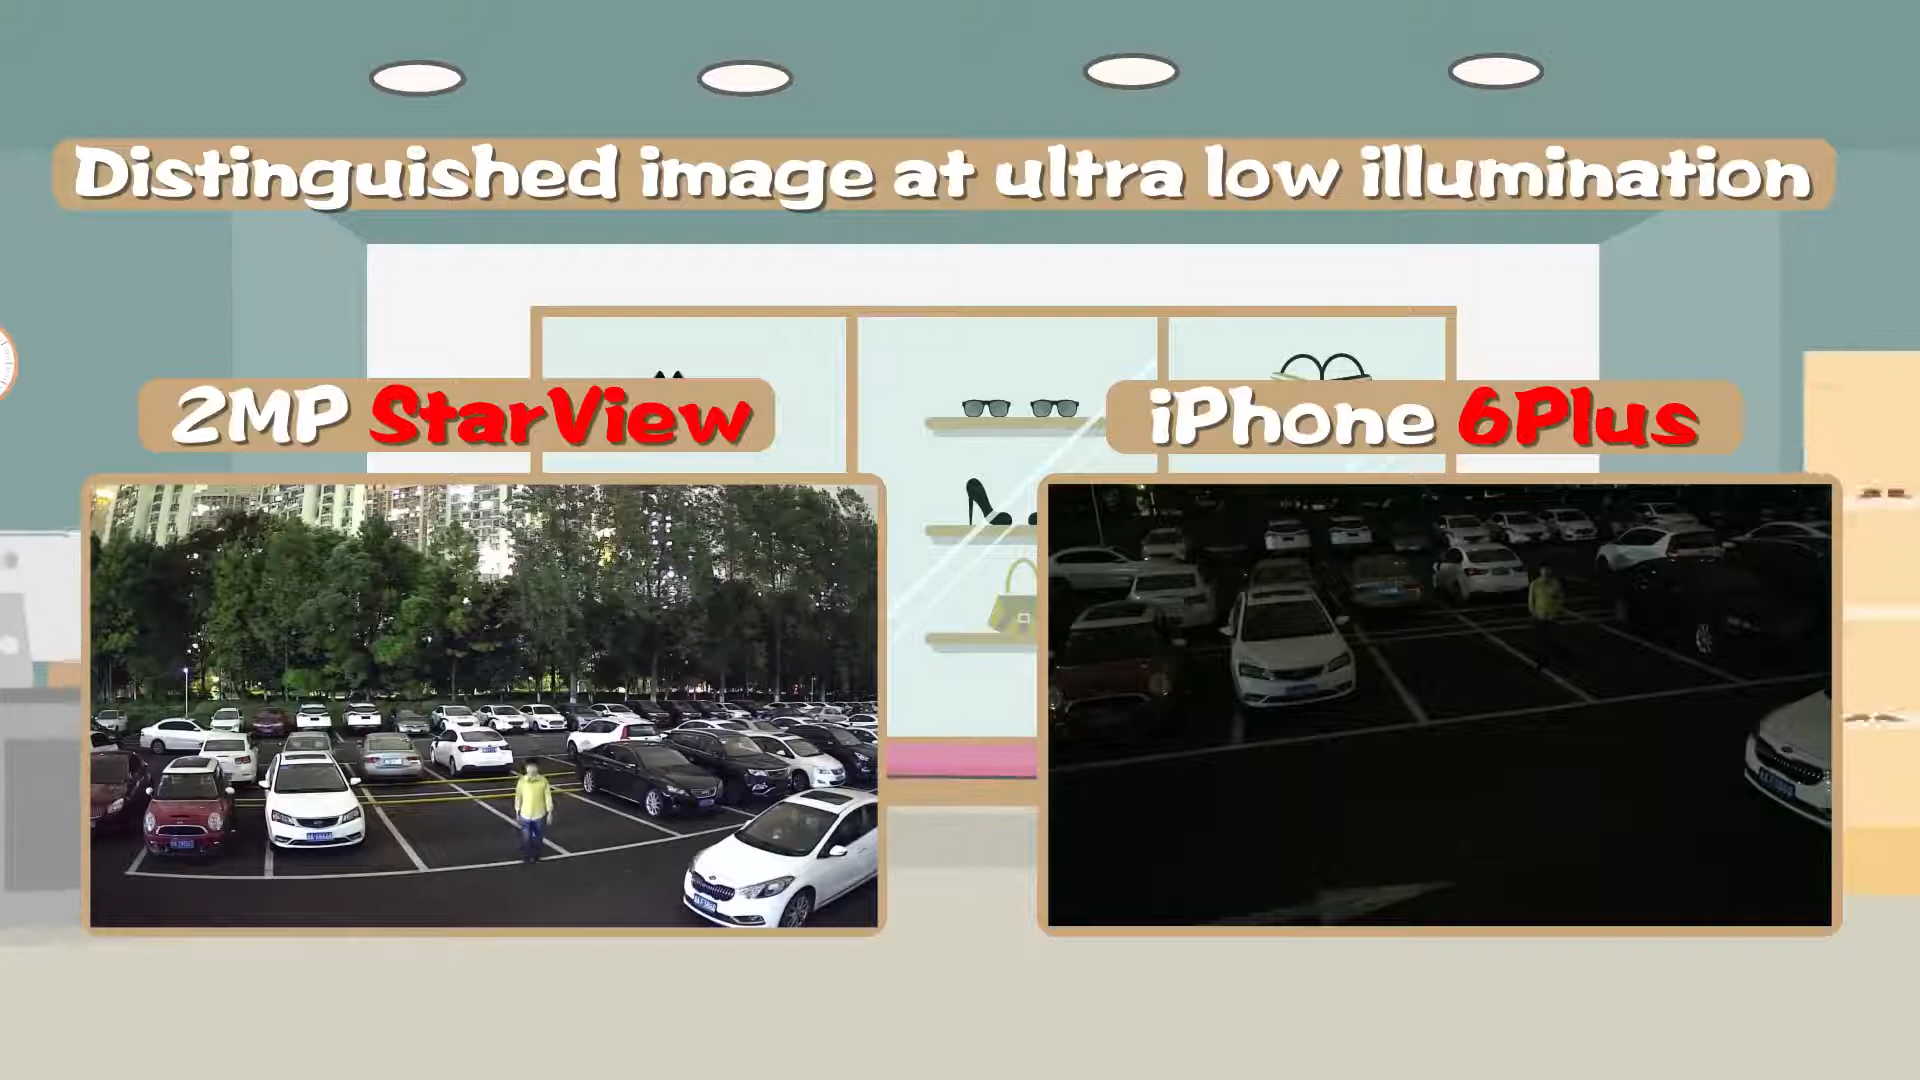 Distinguished image at ultra low illumination
2MP StarView
iPhone 6Plus